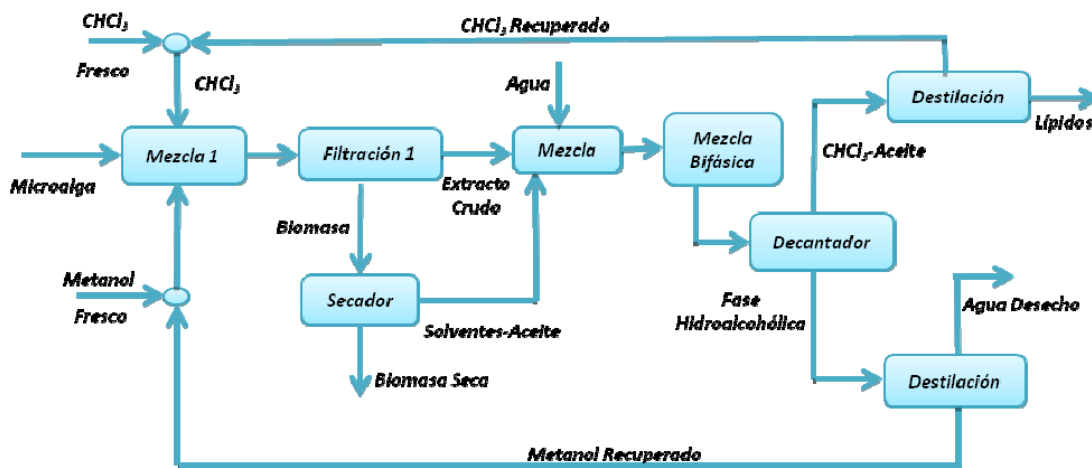 CHCl₃
CHCl₃ Recuperado
Fresco
CHCl₃
Agua
Destilación
Lípidos
Mezcla 1
Filtración 1
Mezcla
Mezcla
Bifásica
CHCl₃-Aceite
Microalga
Extracto
Crudo
Biomasa
Decantador
Metanol
Fresco
Secador
Solventes-Aceite
Fase
Hidroalcohólica
Agua Desecho
Biomasa Seca
Destilación
Metanol Recuperado